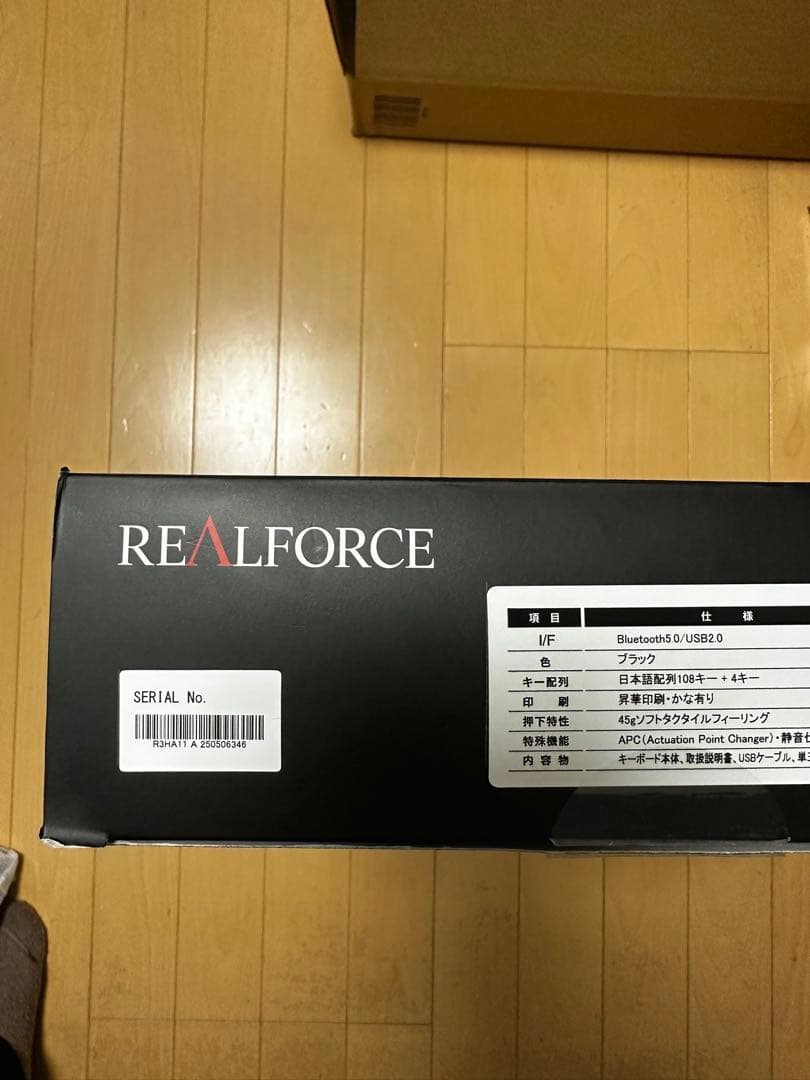 REALFORCE
SERIAL No.
R3HA11 A 250506346
項目 仕様
I/F Bluetooth5.0/USB2.0
色 ブラック
キー配列 日本語配列108キー + 4キー
印刷 昇華印刷・かな有り
押下特性 45gソフトタクタイルフィーリング
特殊機能 APC(Actuation Point Changer)・静音仕
内容物 キーボード本体、取扱説明書、USBケーブル、単三